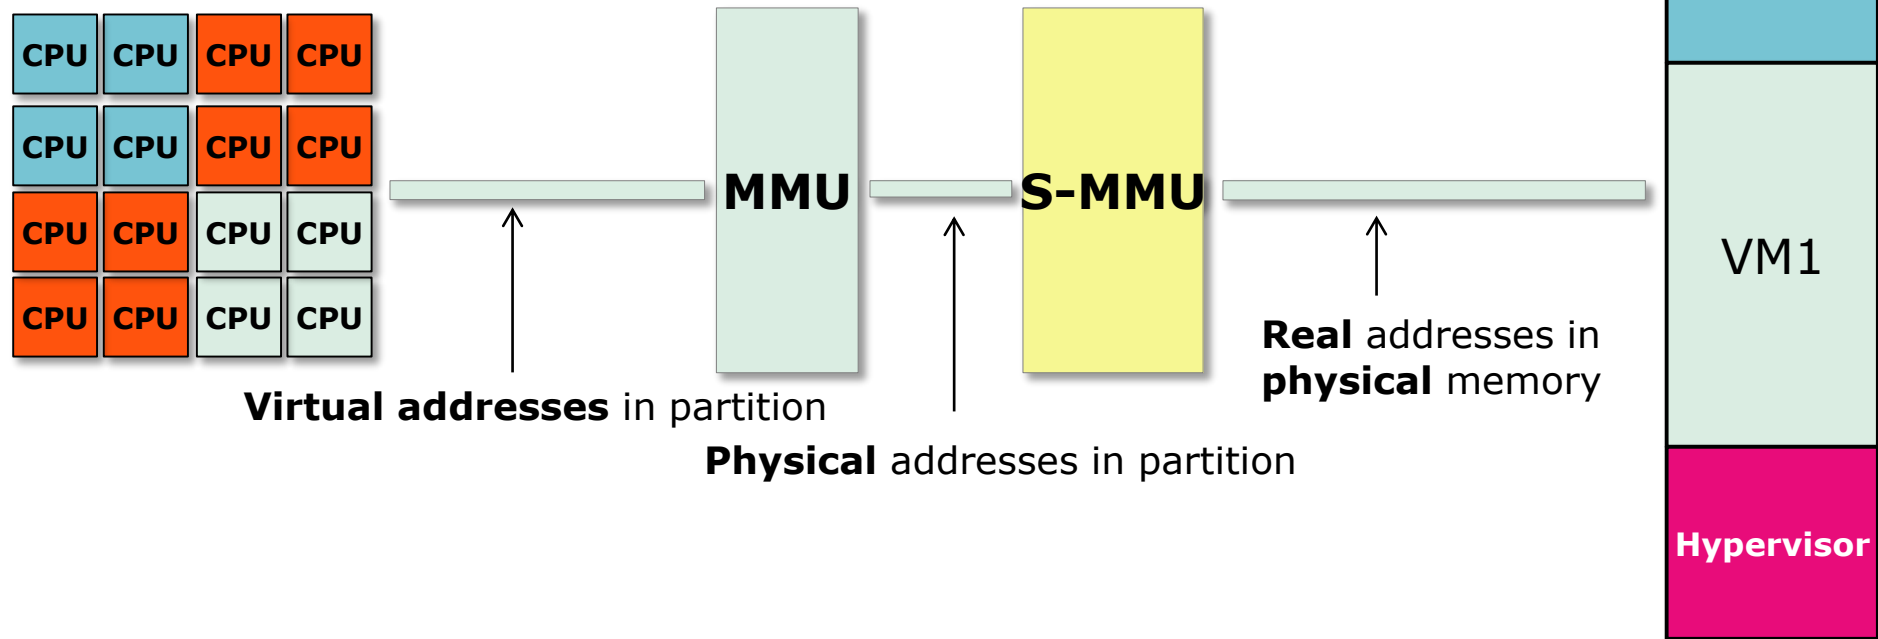 CPU CPU CPU CPU
CPU CPU CPU CPU
CPU CPU CPU CPU
CPU CPU CPU CPU
MMU
S-MMU
VM1
Virtual addresses in partition
Physical addresses in partition
Real addresses in
physical memory
Hypervisor